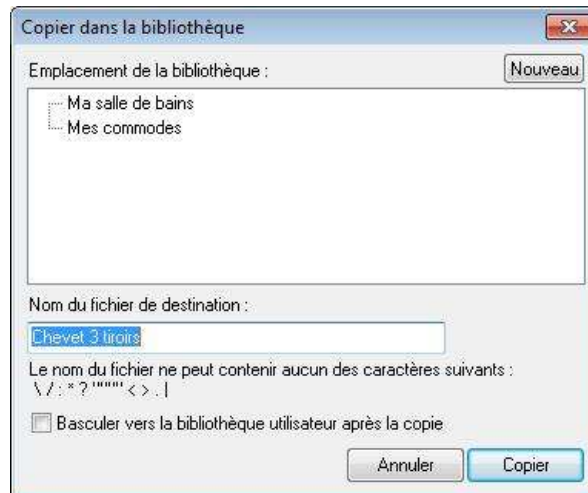 Copier dans la bibliothèque
Emplacement de la bibliothèque :
Nouveau
Ma salle de bains
Mes commodes
Nom du fichier de destination :
Chevet 3 tiroirs
Le nom du fichier ne peut contenir aucun des caractères suivants :
\ / : * ? """"' < > . |
Basculer vers la bibliothèque utilisateur après la copie
Annuler
Copier